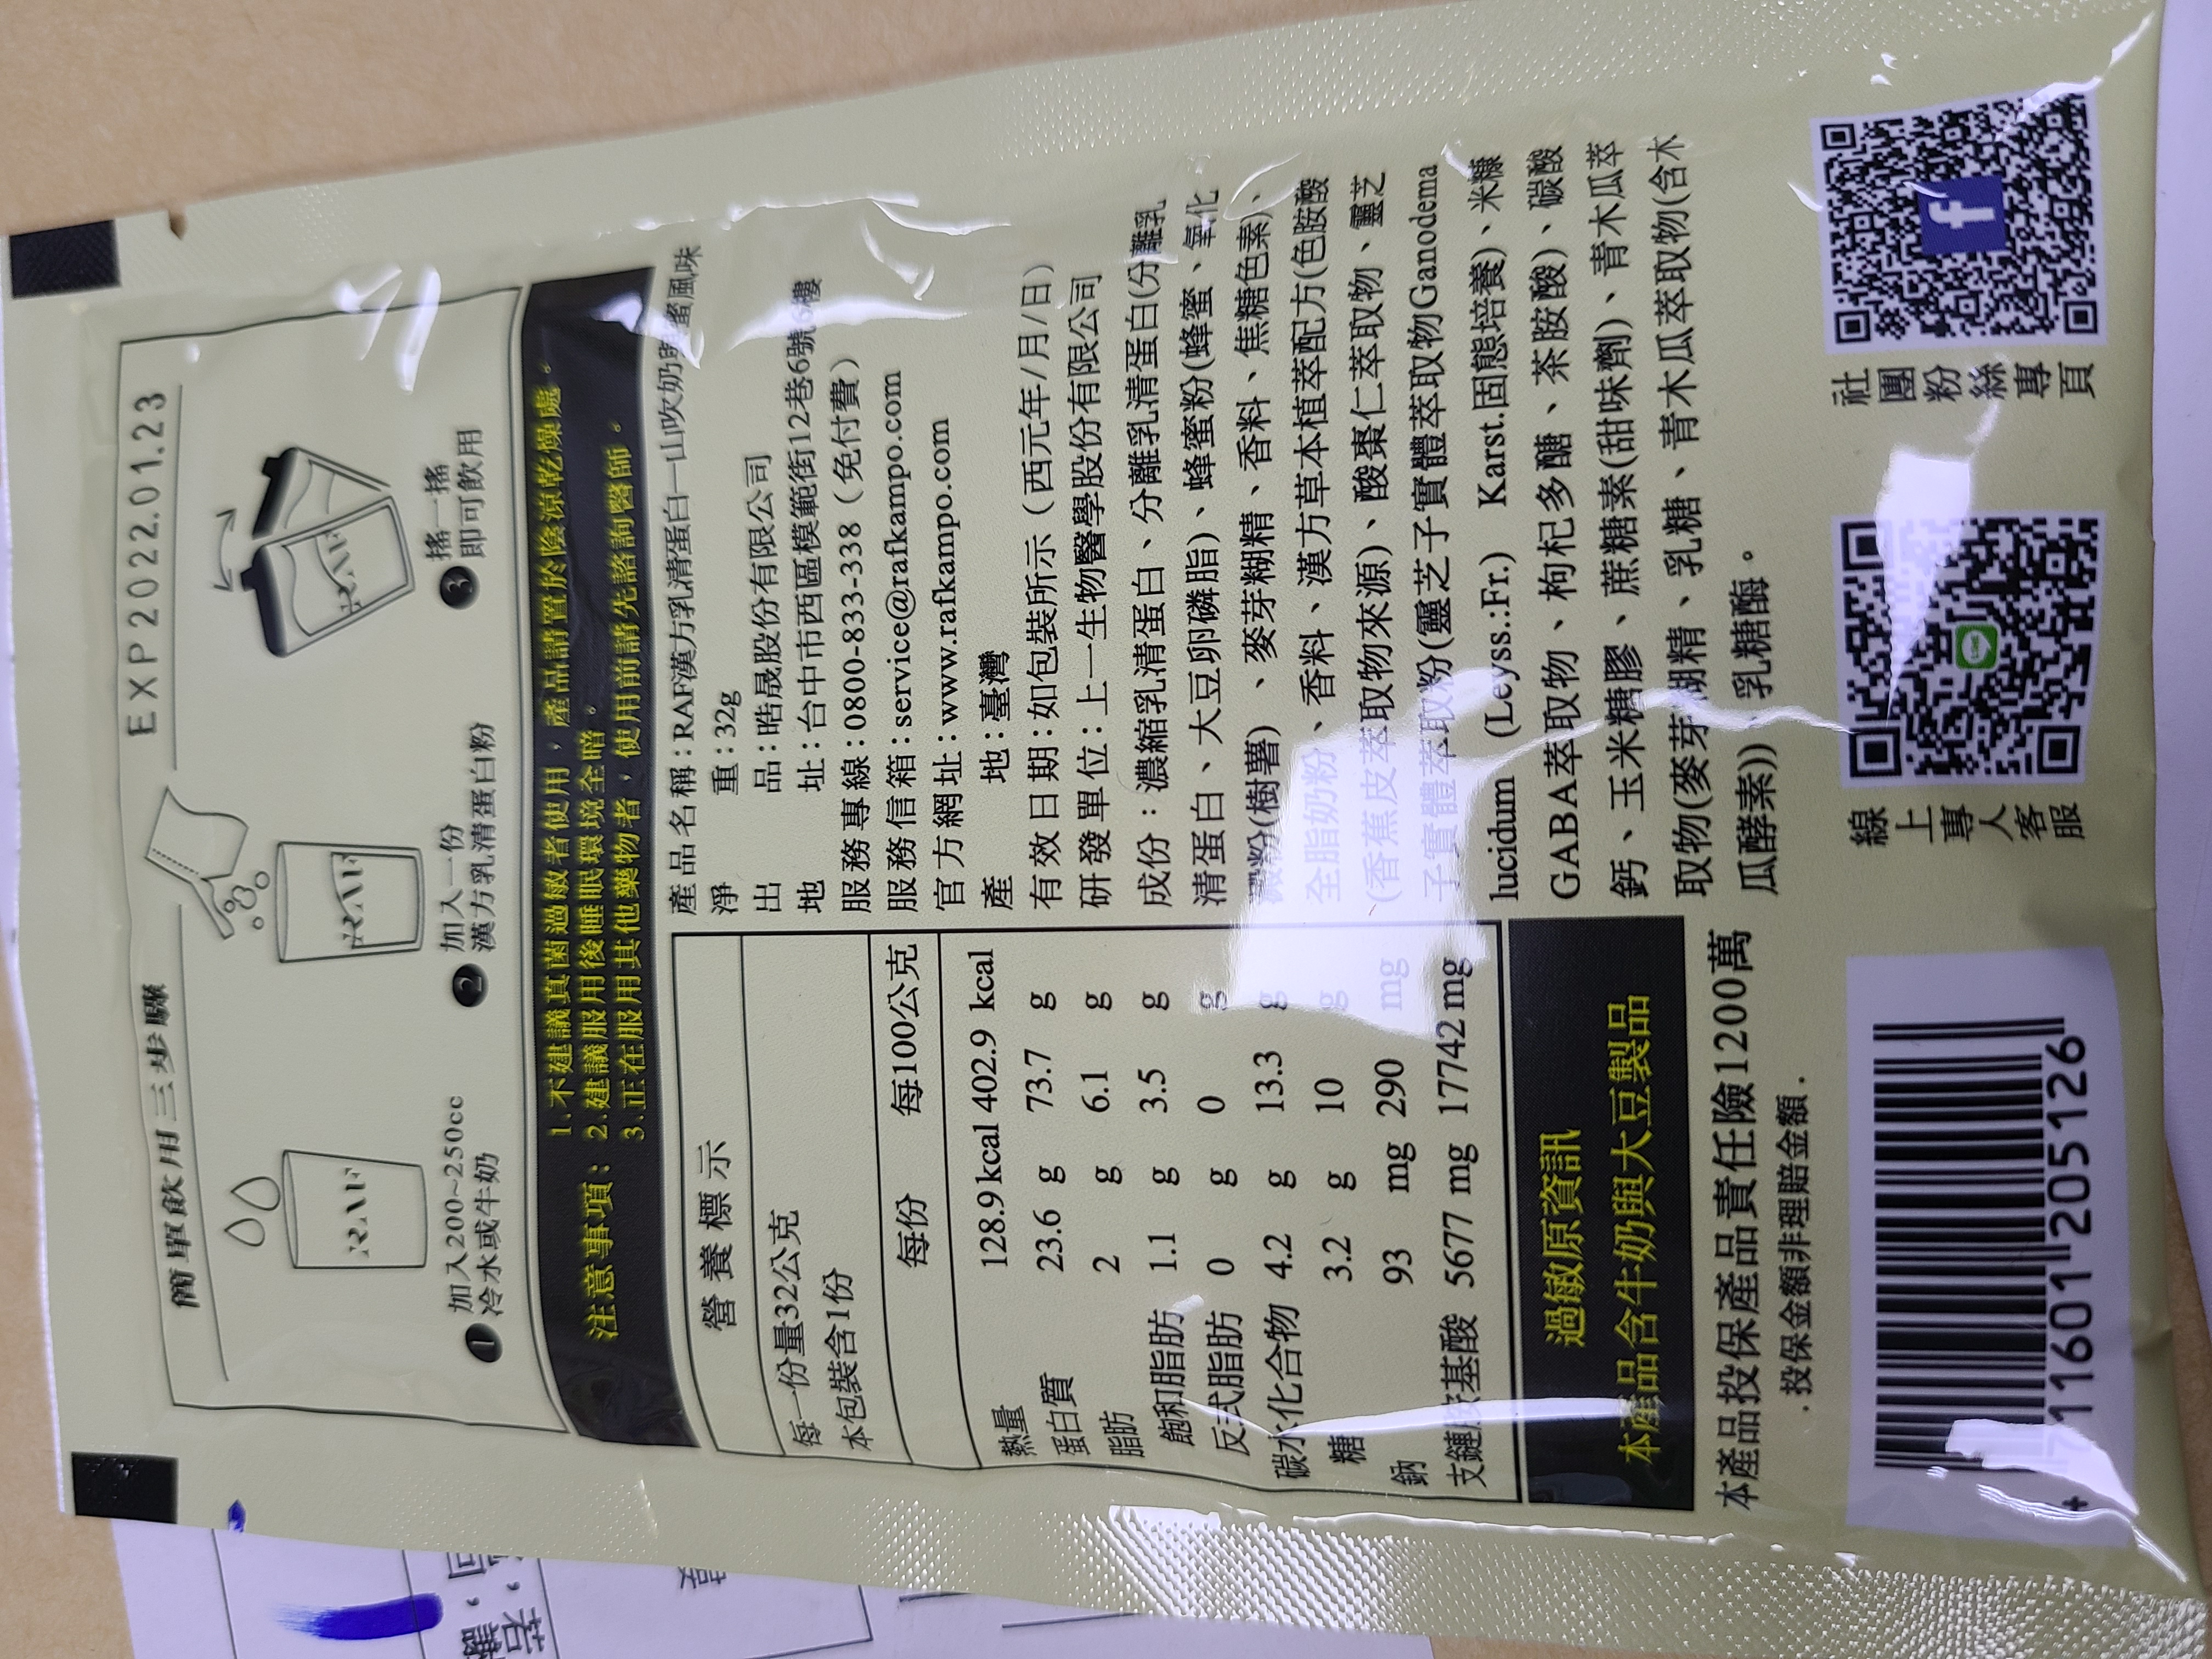 EXP2022.01.23
簡單飲用三步驟
RAF
RAF
RAF
1 加入200~250cc
冷水或牛奶
2 加入一份
漢方乳清蛋白粉
3 搖一搖
即可飲用
注意事項:
1.不建議真菌過敏者使用,產品請置於陰涼乾燥處。
2.建議服用後睡眠環境全暗。
3.正在服用其他藥物者,使用前請先諮詢醫師。
營養標示
每一份量32公克
本包裝含1份
每份 每100公克
熱量 128.9 kcal 402.9 kcal
蛋白質 23.6 g 73.7 g
脂肪 2 g 6.1 g
飽和脂肪 1.1 g 3.5 g
反式脂肪 0 g 0 g
碳水化合物 4.2 g 13.3 g
糖 3.2 g 10 g
鈉 93 mg 290 mg
支鏈胺基酸 5677 mg 17742 mg
過敏原資訊
本產品含牛奶與大豆製品
本產品投保產品責任險1200萬
.投保金額非理賠金額.
產品名稱:RAF漢方乳清蛋白—山吹奶與蜜風味
淨重:32g
出品:晧晟股份有限公司
地址:台中市西區模範街12巷6號6樓
服務專線:0800-833-338(免付費)
服務信箱:service@rafkampo.com
官方網址:www.rafkampo.com
產地:臺灣
有效日期:如包裝所示(西元年/月/日)
研發單位:上一生物醫學股份有限公司
成份:濃縮乳清蛋白、分離乳清蛋白(分離乳
清蛋白、大豆卵磷脂)、蜂蜜粉(蜂蜜、氧化
澱粉(樹薯)、麥芽糊精、香料、焦糖色素)、
全脂奶粉、香料、漢方草本植萃配方(色胺酸
(香蕉皮萃取物來源)、酸棗仁萃取物、靈芝
子實體萃取粉(靈芝子實體萃取物Ganodema
lucidum (Leyss.:Fr.) Karst.固態培養)、米糠
GABA萃取物、枸杞多醣、茶胺酸)、碳酸
鈣、玉米糖膠、蔗糖素(甜味劑)、青木瓜萃
取物(麥芽糊精、乳糖、青木瓜萃取物(含木
瓜酵素))、乳糖酶。
線上專人客服
社團粉絲專頁
4 711601 205126